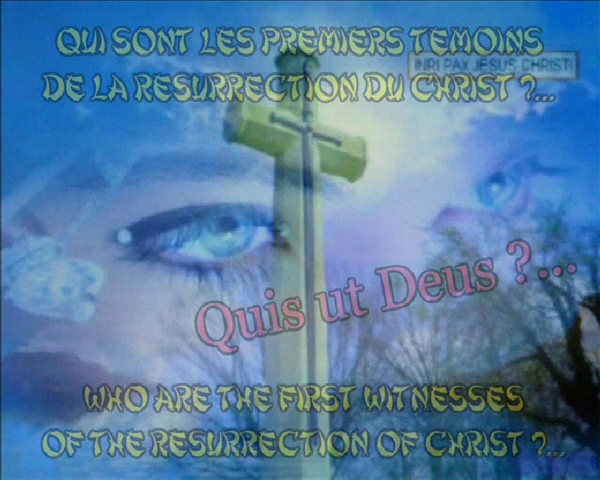 QUI SONT LES PREMIERS TEMOINS
DE LA RESURRECTION DU CHRIST ?...
INRI PAX JESUS CHRISTI
Quis ut Deus ?...
WHO ARE THE FIRST WITNESSES
OF THE RESURRECTION OF CHRIST ?...